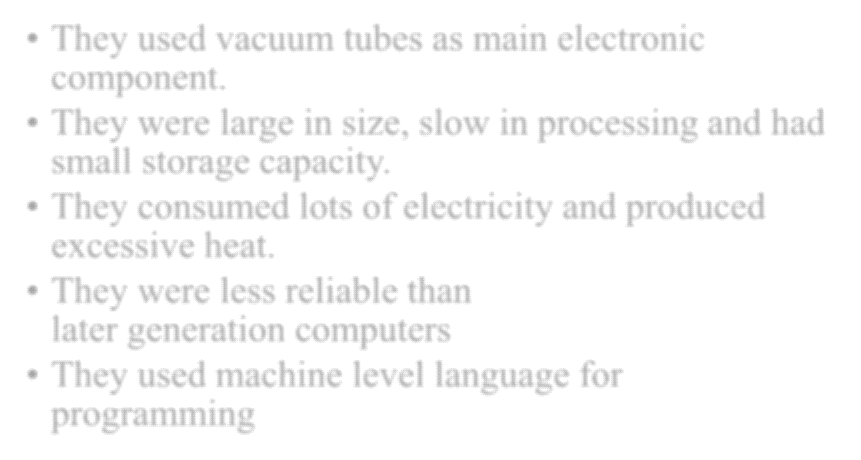 • They used vacuum tubes as main electronic
component.
• They were large in size, slow in processing and had
small storage capacity.
• They consumed lots of electricity and produced
excessive heat.
• They were less reliable than
later generation computers
• They used machine level language for
programming